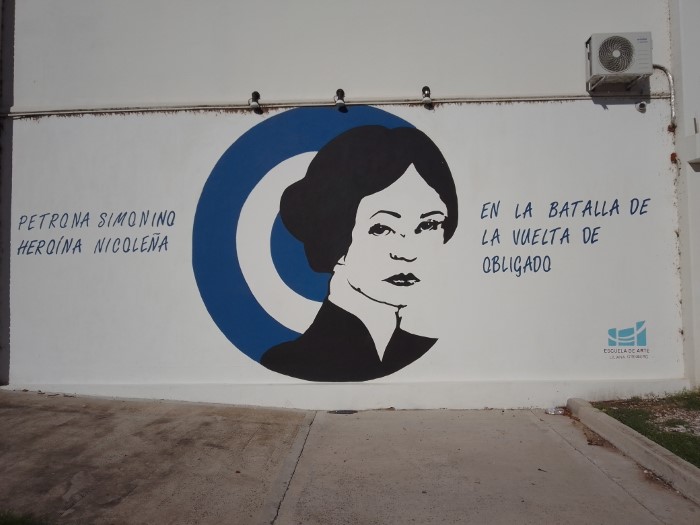 PETRONA SIMONINO
HEROÍNA NICOLEÑA
EN LA BATALLA DE
LA VUELTA DE
OBLIGADO
ESCUELA DE ARTE